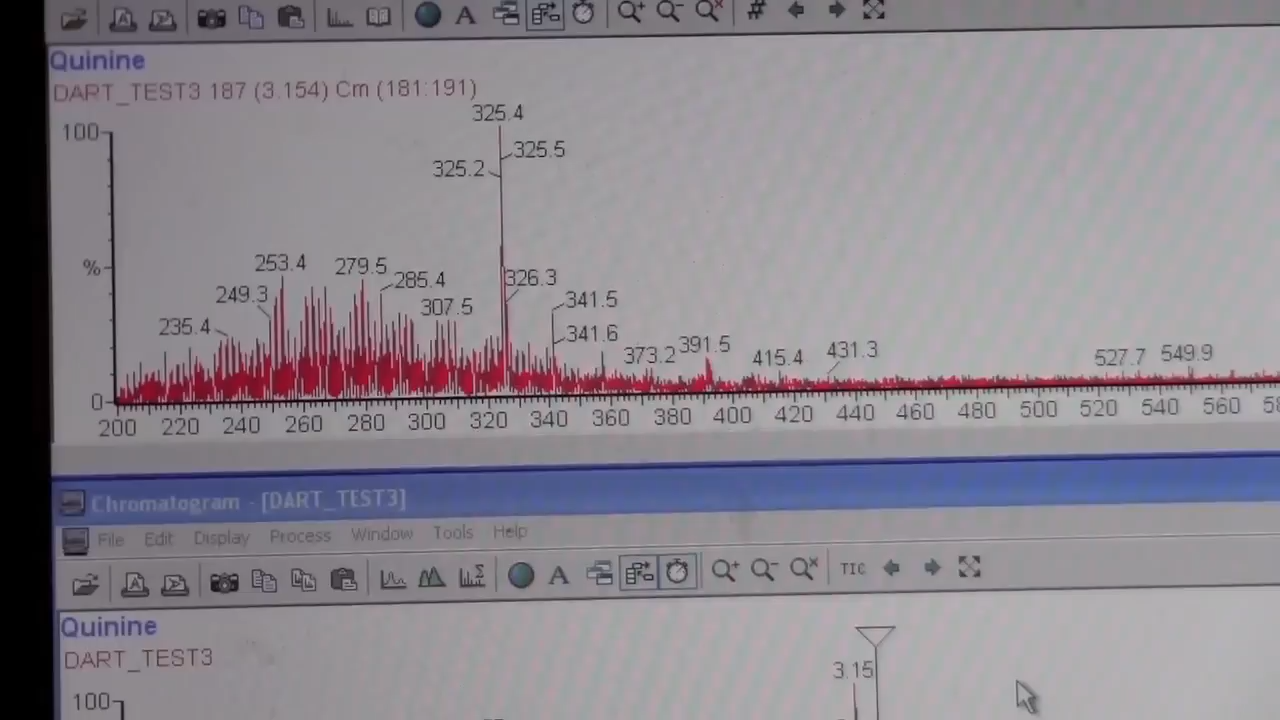 A
#
Quinine
DART_TEST3 187 (3.154) Cm (181:191)
325.4
100
325.5
325.2
%
253.4
279.5
285.4
326.3
249.3
307.5
341.5
235.4
341.6
373.2
391.5
415.4
431.3
527.7
549.9
0
200 220 240 260 280 300 320 340 360 380 400 420 440 460 480 500 520 540 560
Chromatogram - [DART_TEST3]
File Edit Display Process Window Tools Help
A TIC
Quinine
DART_TEST3
3.15
100